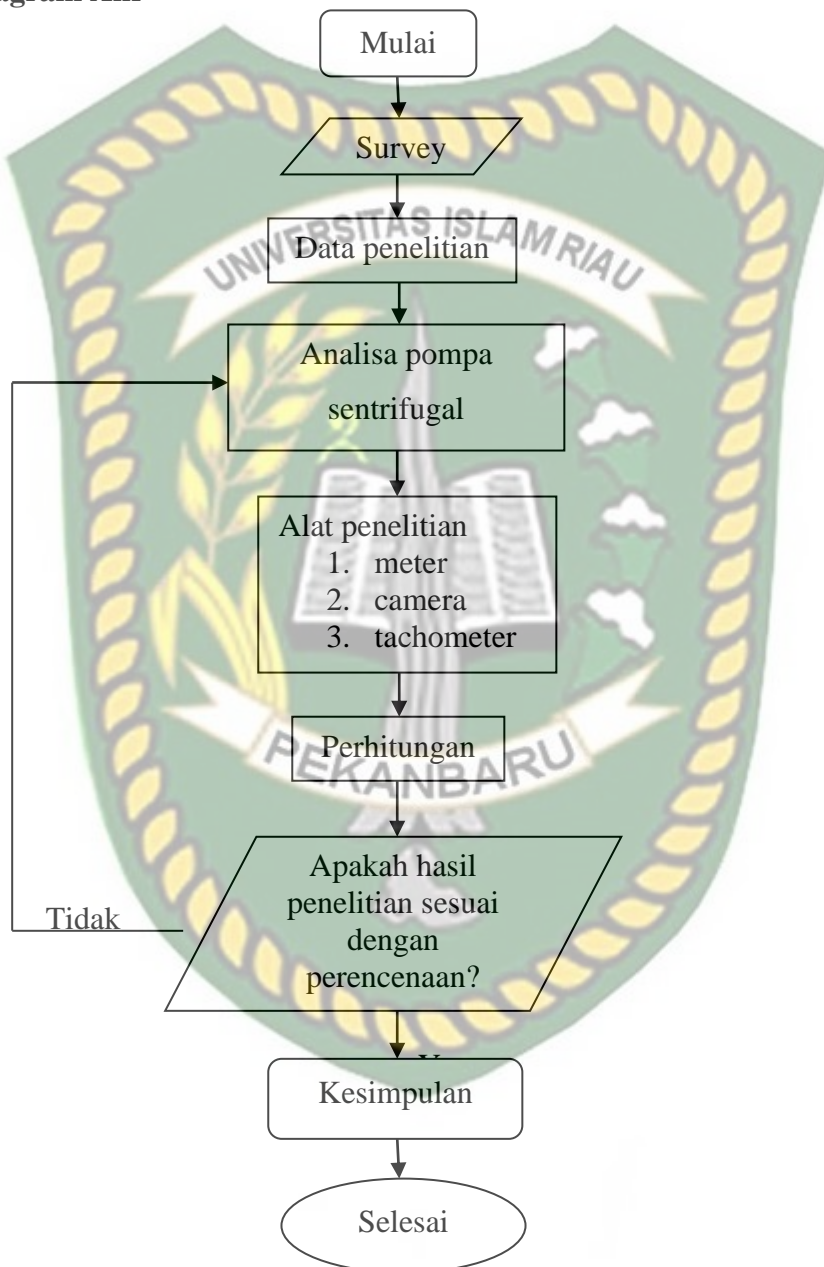 Mulai
Survey
UNIVERSITAS ISLAM RIAU
Data penelitian
Analisa pompa
sentrifugal
Alat penelitian
1. meter
2. camera
3. tachometer
Perhitungan
PEKANBARU
Apakah hasil
penelitian sesuai
dengan
perencenaan?
Tidak
Kesimpulan
Selesai